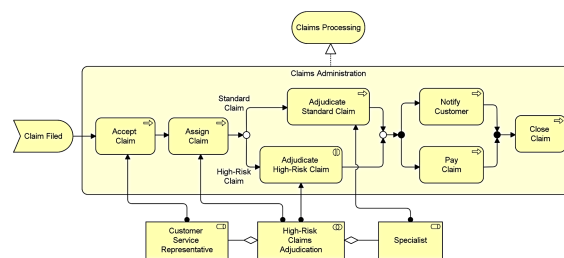 Claims Processing
Claims Administration
Claim Filed
Accept
Claim
Assign
Claim
Standard
Claim
High-Risk
Claim
Adjudicate
Standard Claim
Adjudicate
High-Risk Claim
Notify
Customer
Pay
Claim
Close
Claim
Customer
Service
Representative
High-Risk
Claims
Adjudication
Specialist